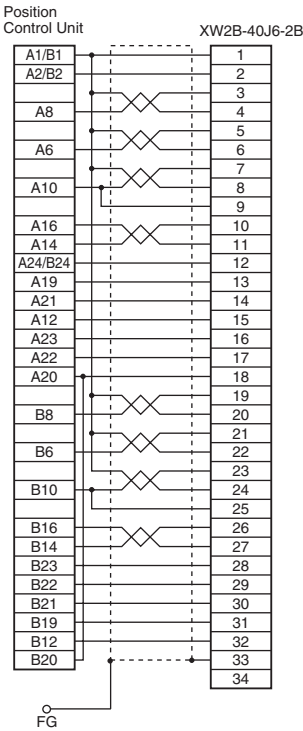 Position
Control Unit
XW2B-40J6-2B
A1/B1 1
A2/B2 2
3
A8 4
5
A6 6
7
A10 8
9
A16 10
A14 11
A24/B24 12
A19 13
A21 14
A12 15
A23 16
A22 17
A20 18
19
B8 20
21
B6 22
23
B10 24
25
B16 26
B14 27
B23 28
B22 29
B21 30
B19 31
B12 32
B20 33
34
FG